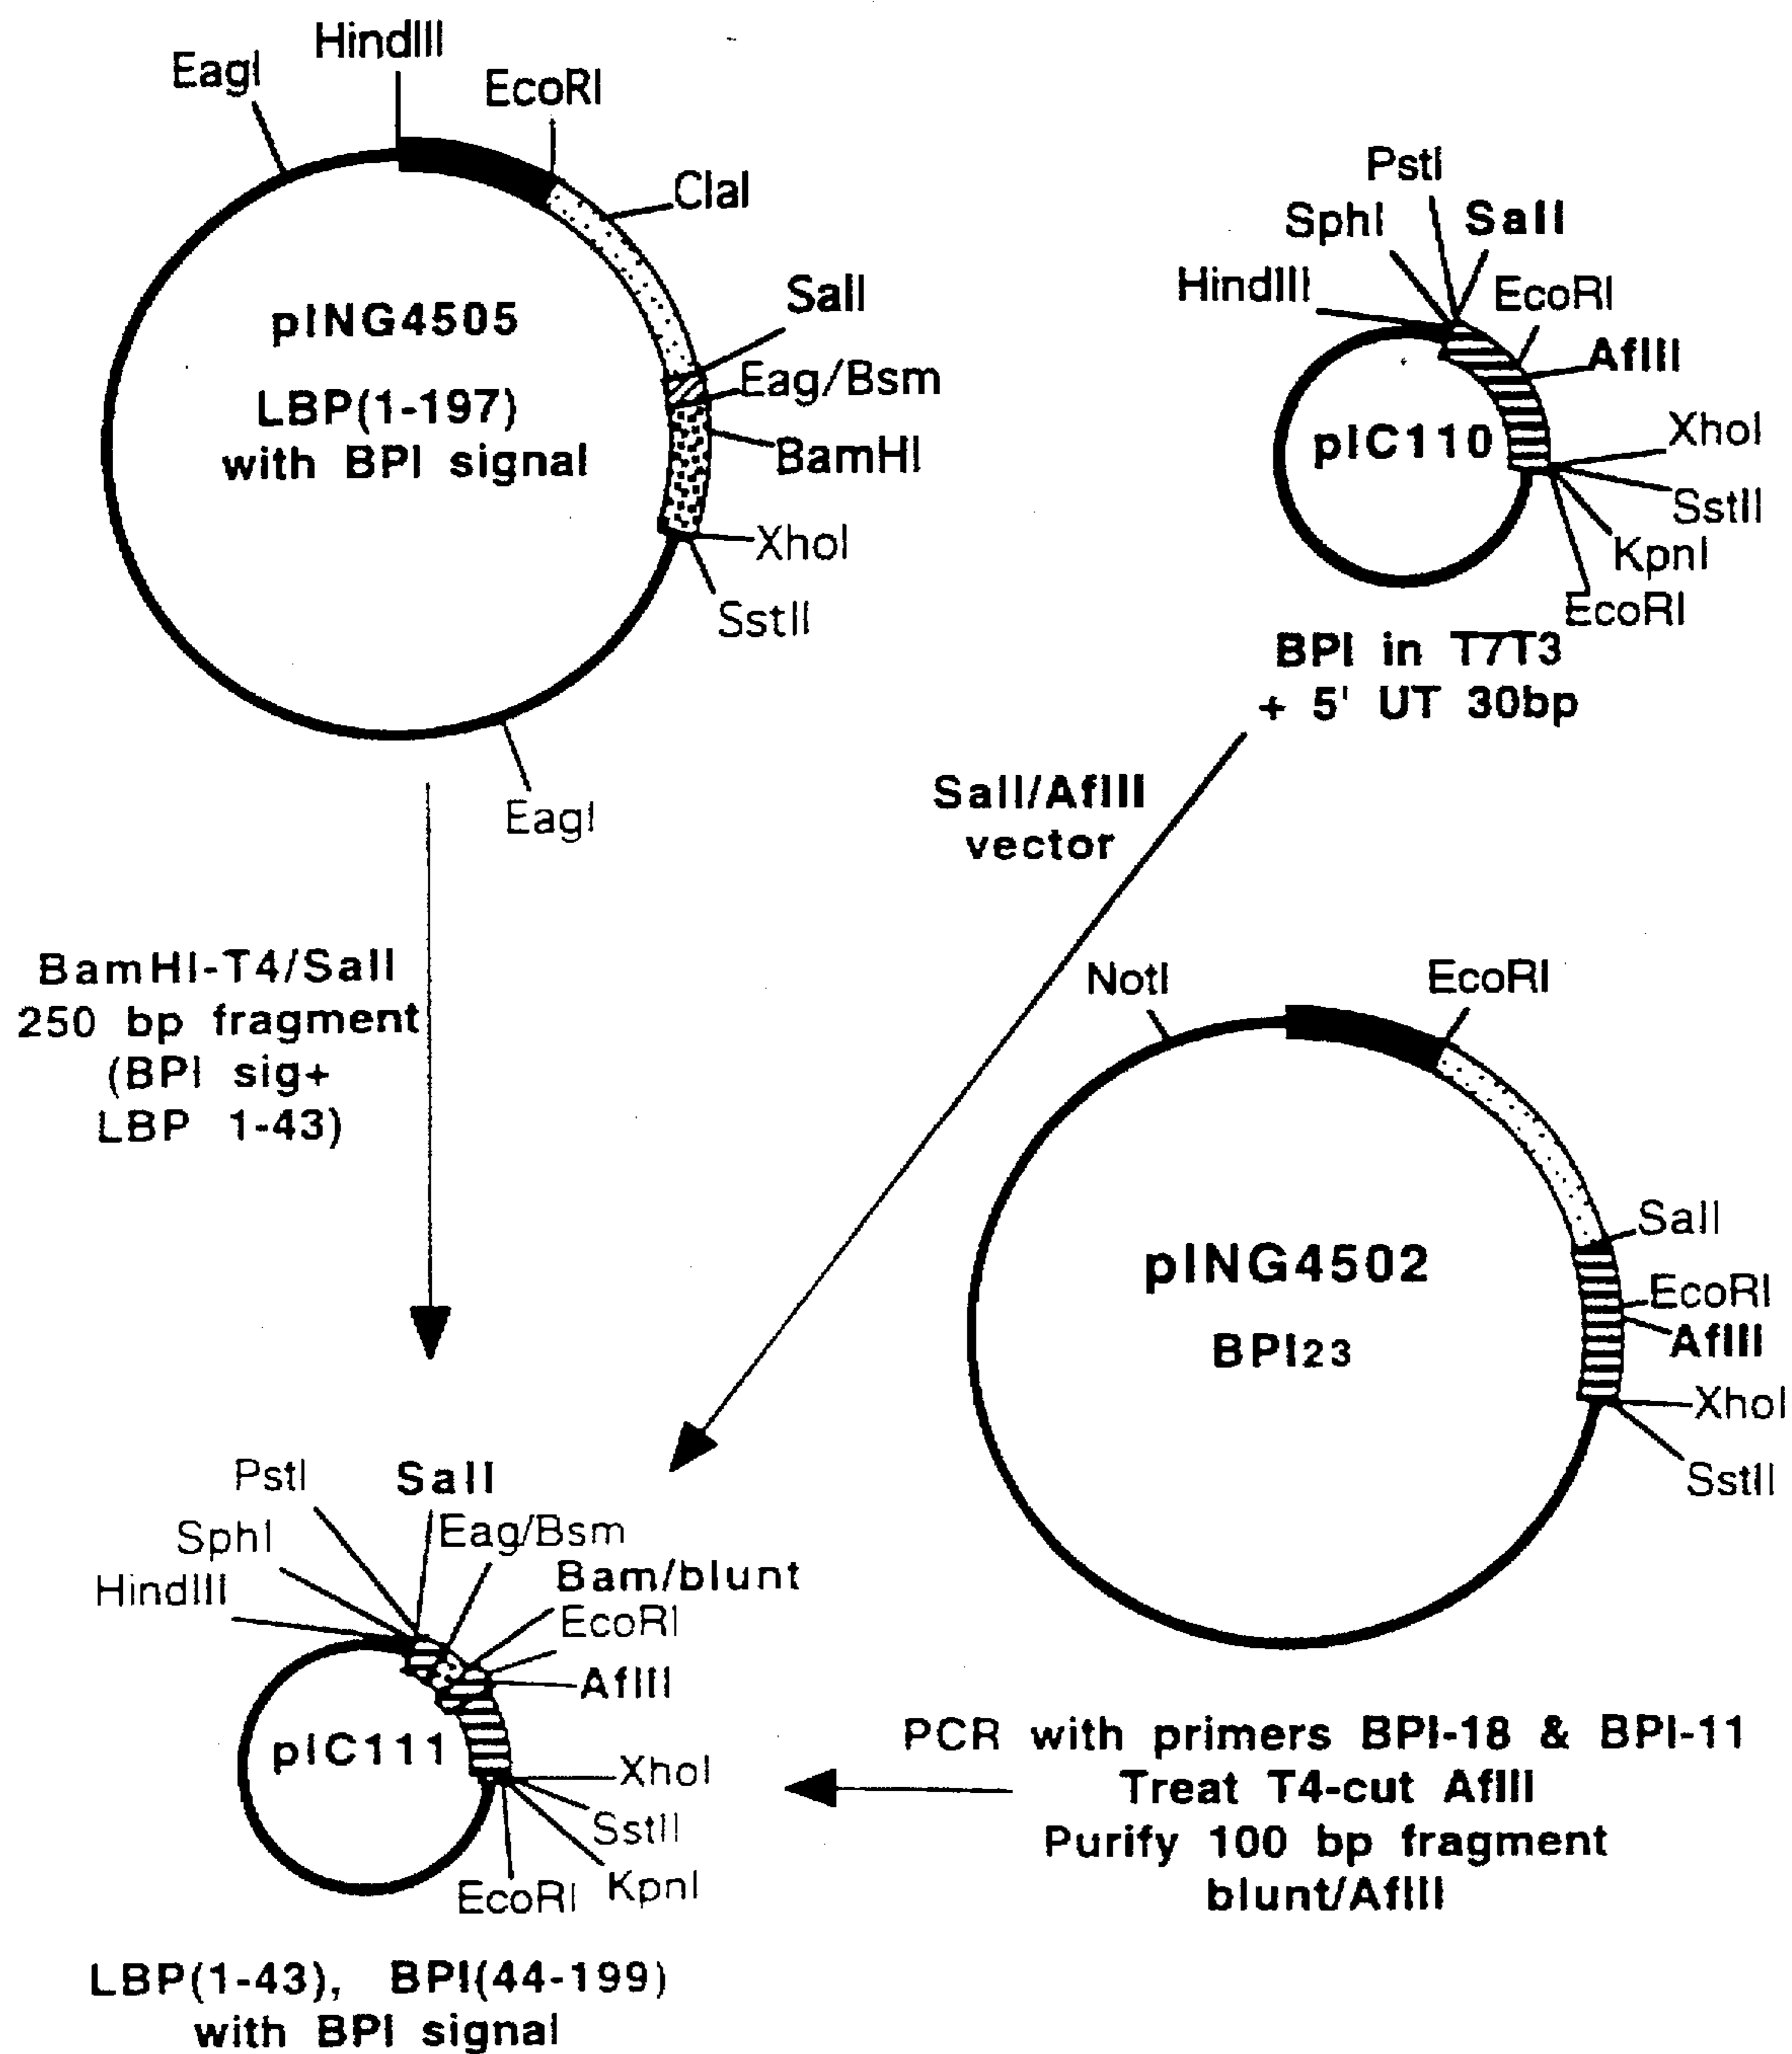 HindIII
EagI
EcoRI
ClaI
SalI
Eag/Bsm
BamHI
XhoI
SstII
EagI
pING4505
LBP(1-197)
with BPI signal
PstI
SphI
SalI
HindIII
EcoRI
AflII
XhoI
SstII
KpnI
EcoRI
pIC110
BPI in T7T3
+ 5' UT 30bp
SalI/AflII
vector
BamHI-T4/SalI
250 bp fragment
(BPI sig+
LBP 1-43)
NotI
EcoRI
SalI
EcoRI
AflII
XhoI
SstII
pING4502
BPI23
PstI
SalI
SphI
Eag/Bsm
HindIII
Bam/blunt
EcoRI
AflII
pIC111
XhoI
SstII
KpnI
EcoRI
PCR with primers BPI-18 & BPI-11
Treat T4-cut AflII
Purify 100 bp fragment
blunt/AflII
LBP(1-43), BPI(44-199)
with BPI signal